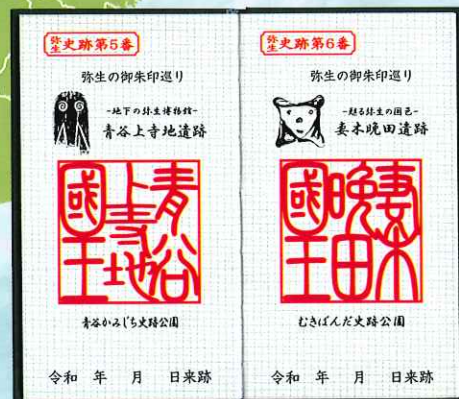 弥生史跡第5番
弥生の御朱印巡り
-地下の弥生博物館-
青谷上寺地遺跡
青谷
上寺地
國王
青谷かみじち史跡公園
令和 年 月 日来跡
弥生史跡第6番
弥生の御朱印巡り
-甦る弥生の国邑-
妻木晩田遺跡
妻木
晩田
國王
むきばんだ史跡公園
令和 年 月 日来跡